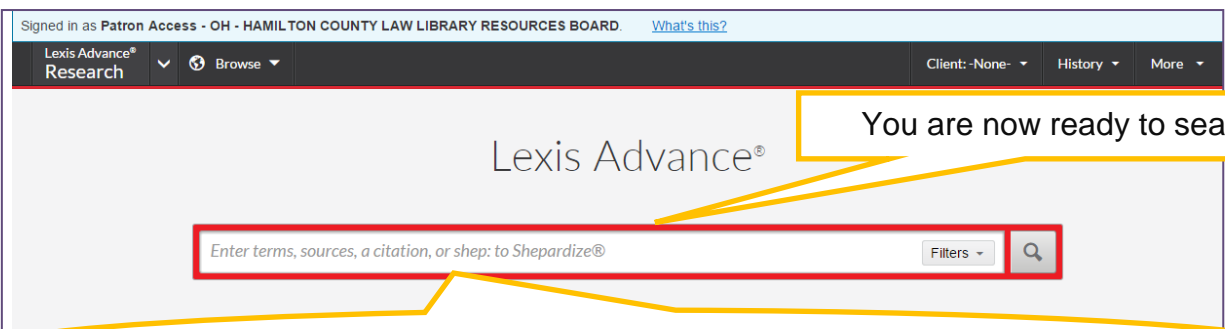 Signed in as Patron Access - OH - HAMILTON COUNTY LAW LIBRARY RESOURCES BOARD. What's this?
Lexis Advance®
Research Browse Client: -None- History More
You are now ready to sea
Lexis Advance®
Enter terms, sources, a citation, or shep: to Shepardize® Filters